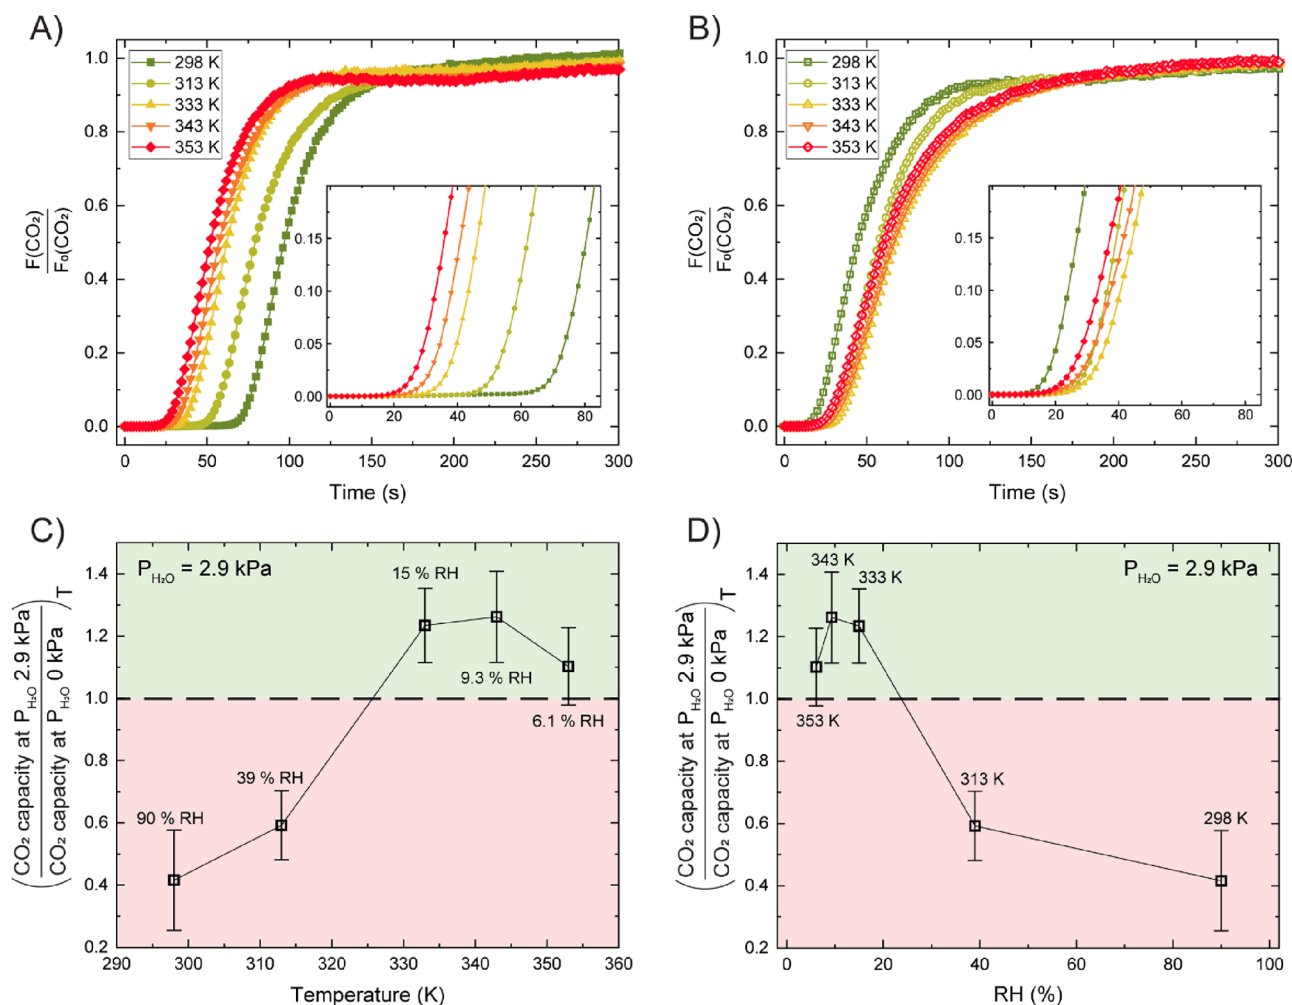 A)
1.0
0.8
0.6
0.4
0.2
0.0
F(CO₂)
F₀(CO₂)
298 K
313 K
333 K
343 K
353 K
0.15
0.10
0.05
0.00
0 20 40 60 80
0 50 100 150 200 250 300
Time (s)
B)
1.0
0.8
0.6
0.4
0.2
0.0
F(CO₂)
F₀(CO₂)
298 K
313 K
333 K
343 K
353 K
0.15
0.10
0.05
0.00
0 20 40 60 80
0 50 100 150 200 250 300
Time (s)
C)
(CO₂ capacity at P_H₂O 2.9 kPa
CO₂ capacity at P_H₂O 0 kPa)T
1.4
1.2
1.0
0.8
0.6
0.4
0.2
P_H₂O = 2.9 kPa
15 % RH
9.3 % RH
6.1 % RH
39 % RH
90 % RH
290 300 310 320 330 340 350 360
Temperature (K)
D)
(CO₂ capacity at P_H₂O 2.9 kPa
CO₂ capacity at P_H₂O 0 kPa)T
1.4
1.2
1.0
0.8
0.6
0.4
0.2
343 K
P_H₂O = 2.9 kPa
333 K
353 K
313 K
298 K
0 20 40 60 80 100
RH (%)